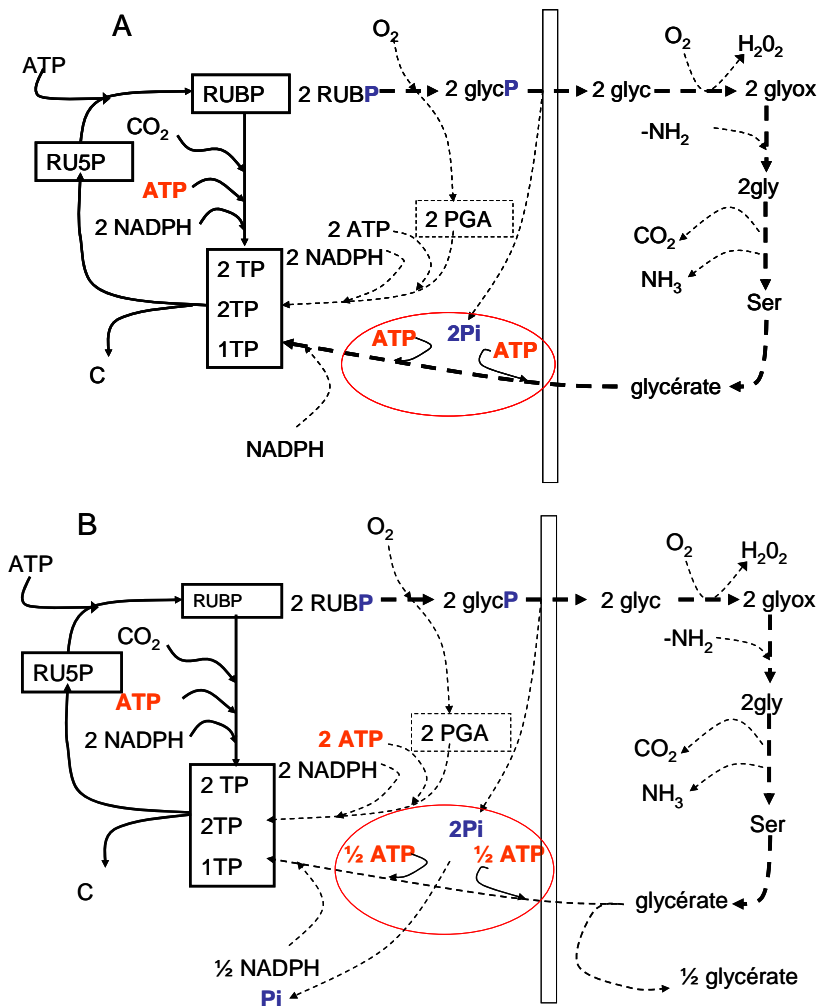 A
ATP
O₂
O₂
H₂0₂
RUBP
2 RUBP
2 glycP
2 glyc
2 glyox
CO₂
-NH₂
RU5P
ATP
2gly
2 NADPH
2 ATP
2 PGA
CO₂
2 NADPH
NH₃
2 TP
Ser
2TP
2Pi
ATP
ATP
1TP
C
glycérate
NADPH
B
O₂
O₂
H₂0₂
ATP
RUBP
2 RUBP
2 glycP
2 glyc
2 glyox
CO₂
-NH₂
RU5P
ATP
2gly
2 NADPH
2 ATP
2 PGA
CO₂
2 NADPH
NH₃
2 TP
2TP
2Pi
Ser
1TP
½ ATP
½ ATP
C
glycérate
½ NADPH
½ glycérate
Pi